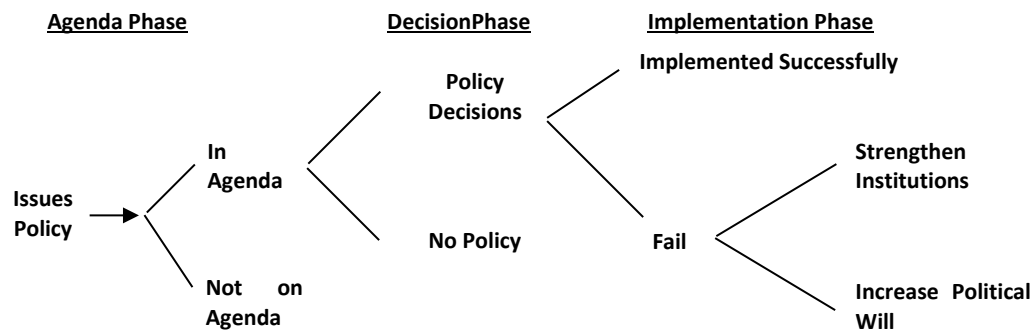 Agenda Phase
DecisionPhase
Implementation Phase
Implemented Successfully
Policy
Decisions
In
Agenda
Strengthen
Institutions
Issues
Policy
No Policy
Fail
Not on
Agenda
Increase Political
Will